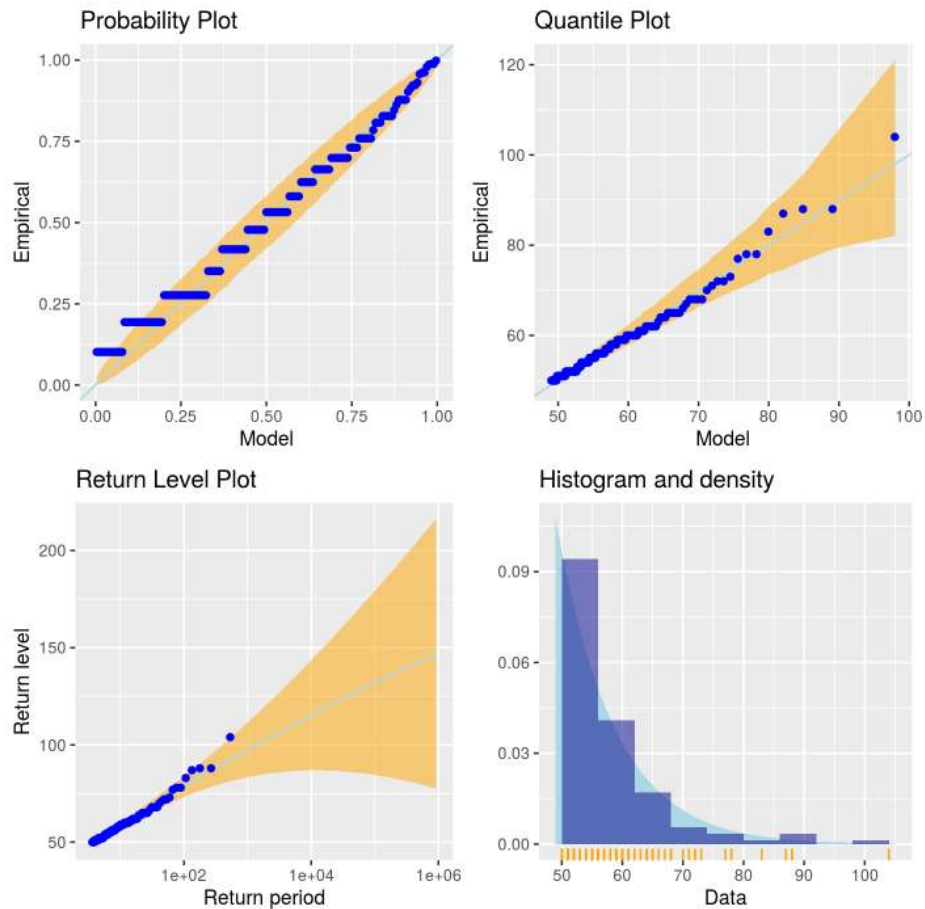 Probability Plot
1.00
0.75
0.50
0.25
0.00
Empirical
0.00 0.25 0.50 0.75 1.00
Model
Quantile Plot
120
100
80
60
Empirical
50 60 70 80 90 100
Model
Return Level Plot
200
150
100
50
Return level
1e+02 1e+04 1e+06
Return period
Histogram and density
0.09
0.06
0.03
0.00
50 60 70 80 90 100
Data